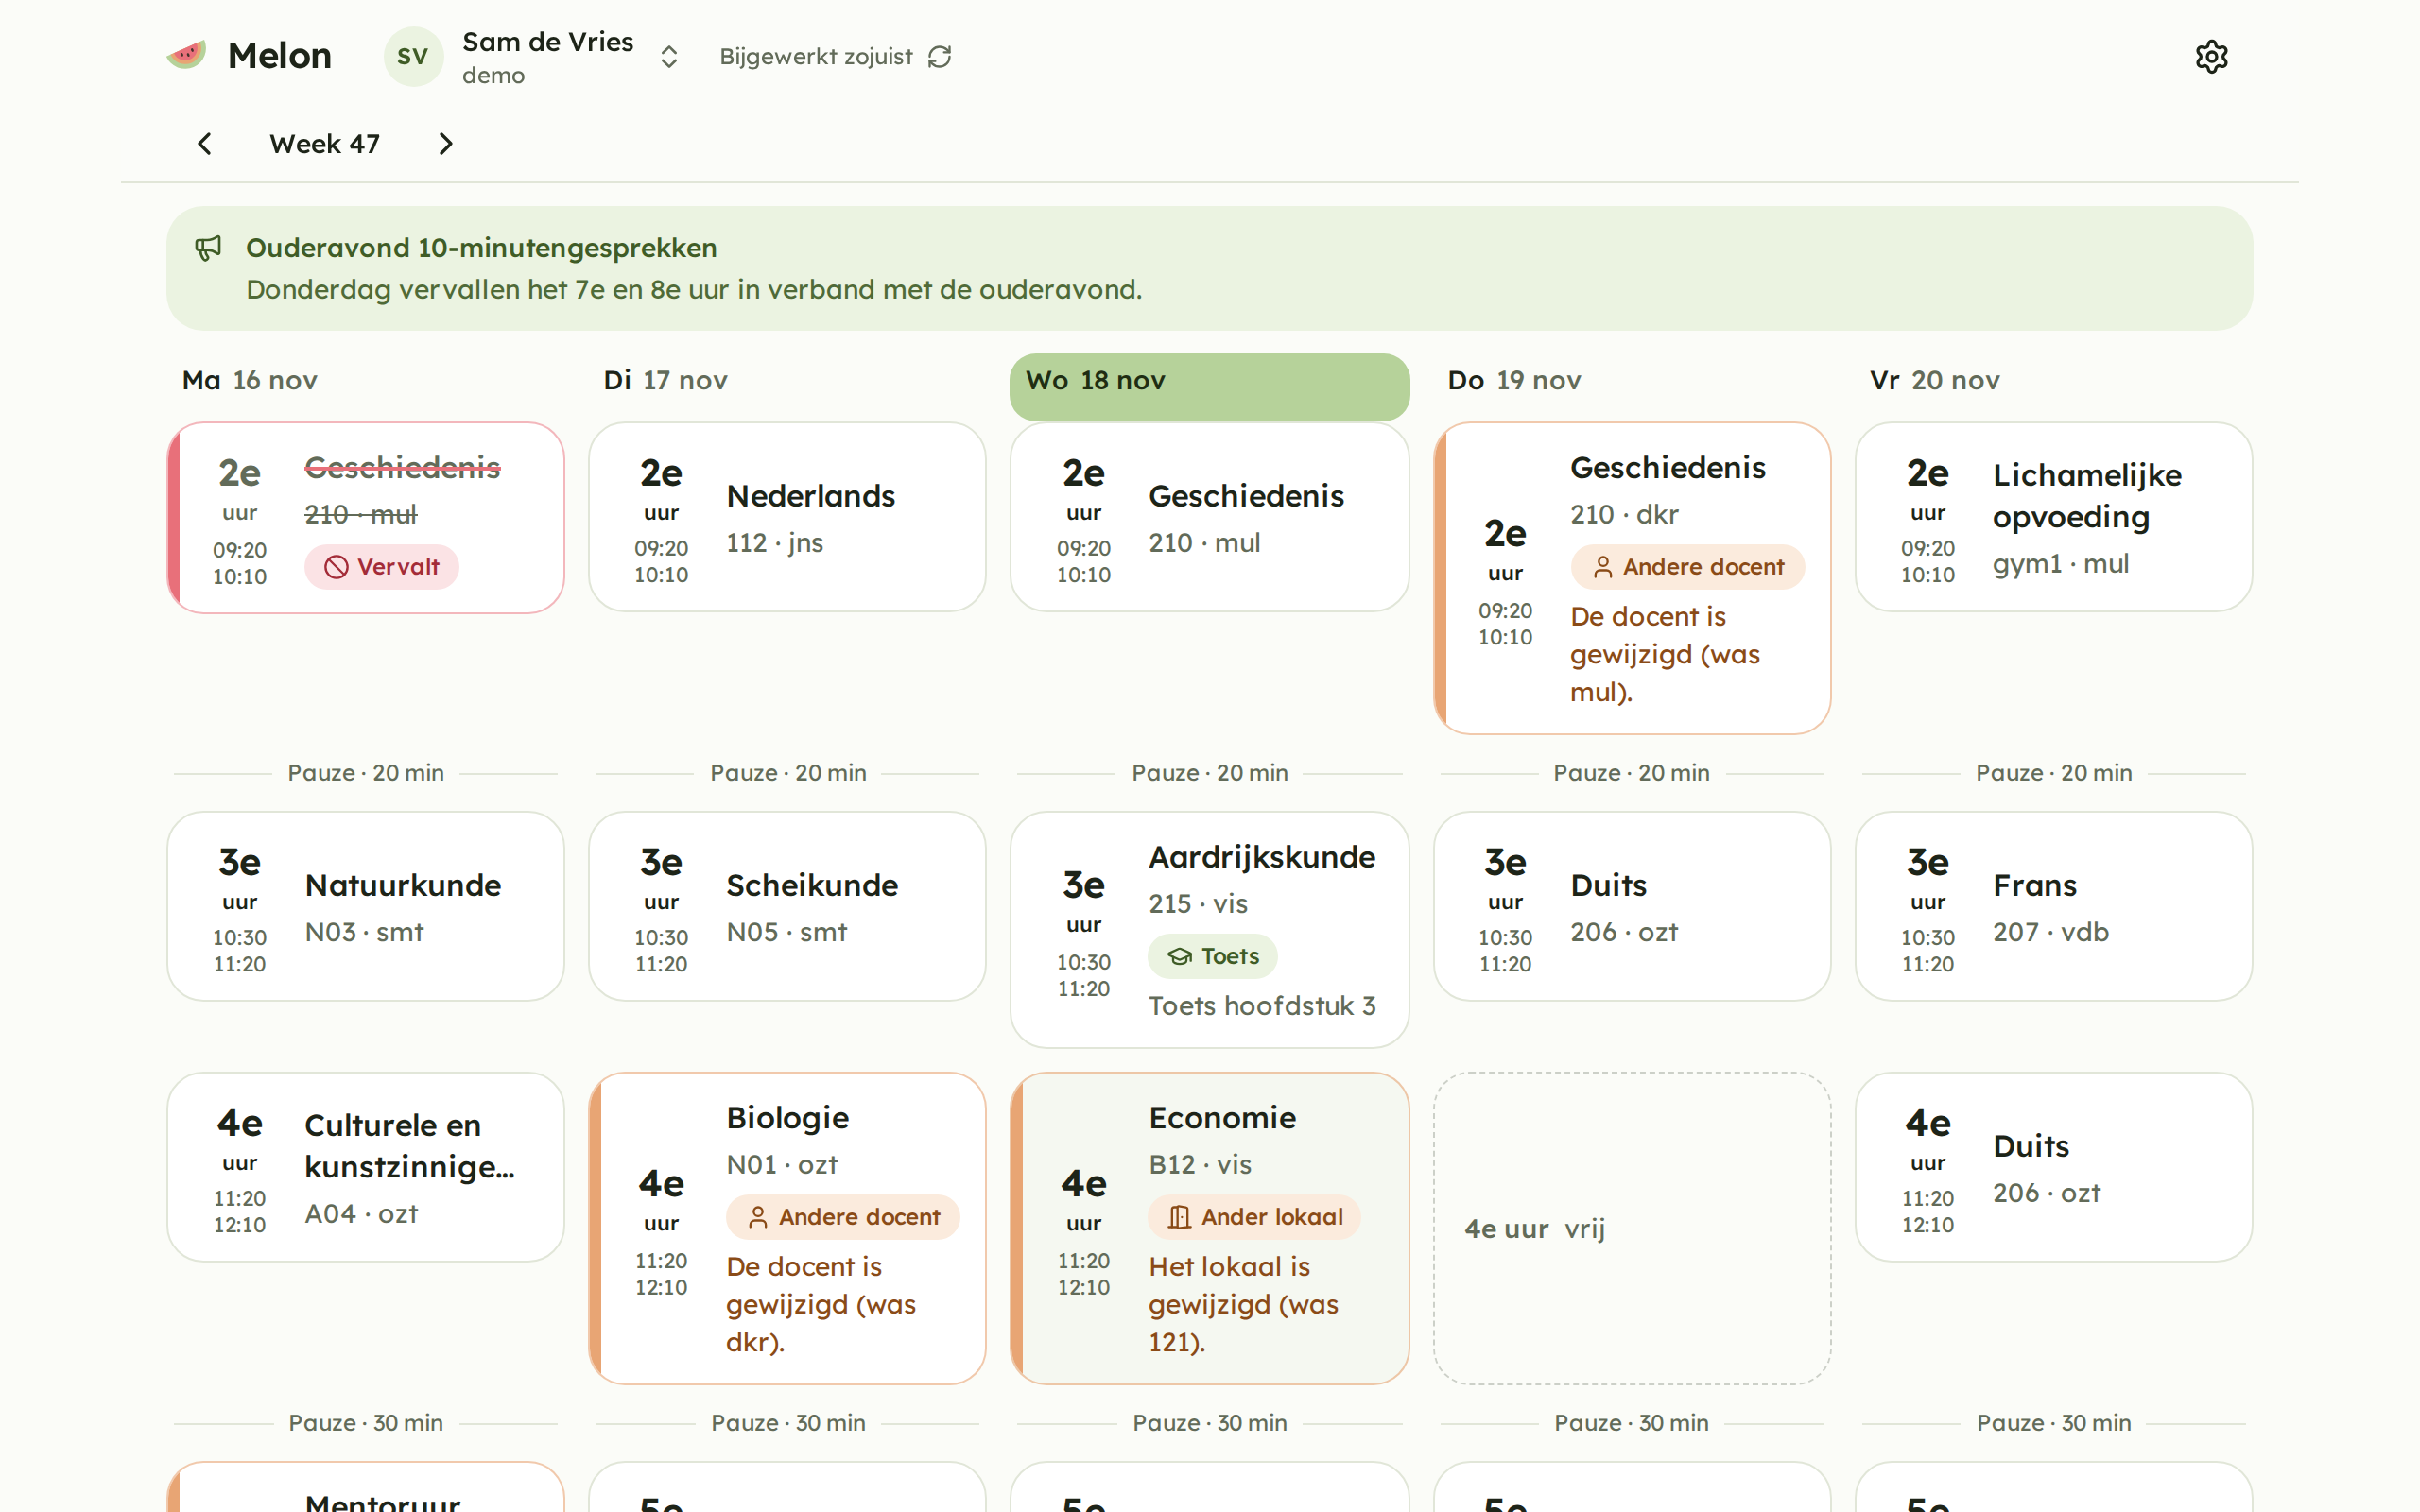 Melon
SV
Sam de Vries
demo
Bijgewerkt zojuist
Week 47
Ouderavond 10-minutengesprekken
Donderdag vervallen het 7e en 8e uur in verband met de ouderavond.
Ma 16 nov
Di 17 nov
Wo 18 nov
Do 19 nov
Vr 20 nov
2e
uur
09:20
10:10
Geschiedenis
210 · mul
Vervalt
2e
uur
09:20
10:10
Nederlands
112 · jns
2e
uur
09:20
10:10
Geschiedenis
210 · mul
2e
uur
09:20
10:10
Geschiedenis
210 · dkr
Andere docent
De docent is
gewijzigd (was
mul).
2e
uur
09:20
10:10
Lichamelijke
opvoeding
gym1 · mul
Pauze · 20 min
Pauze · 20 min
Pauze · 20 min
Pauze · 20 min
Pauze · 20 min
3e
uur
10:30
11:20
Natuurkunde
N03 · smt
3e
uur
10:30
11:20
Scheikunde
N05 · smt
3e
uur
10:30
11:20
Aardrijkskunde
215 · vis
Toets
Toets hoofdstuk 3
3e
uur
10:30
11:20
Duits
206 · ozt
3e
uur
10:30
11:20
Frans
207 · vdb
4e
uur
11:20
12:10
Culturele en
kunstzinnige...
A04 · ozt
4e
uur
11:20
12:10
Biologie
N01 · ozt
Andere docent
De docent is
gewijzigd (was
dkr).
4e
uur
11:20
12:10
Economie
B12 · vis
Ander lokaal
Het lokaal is
gewijzigd (was
121).
4e uur vrij
4e
uur
11:20
12:10
Duits
206 · ozt
Pauze · 30 min
Pauze · 30 min
Pauze · 30 min
Pauze · 30 min
Pauze · 30 min
Mentoruur
5e
5e
5e
5e